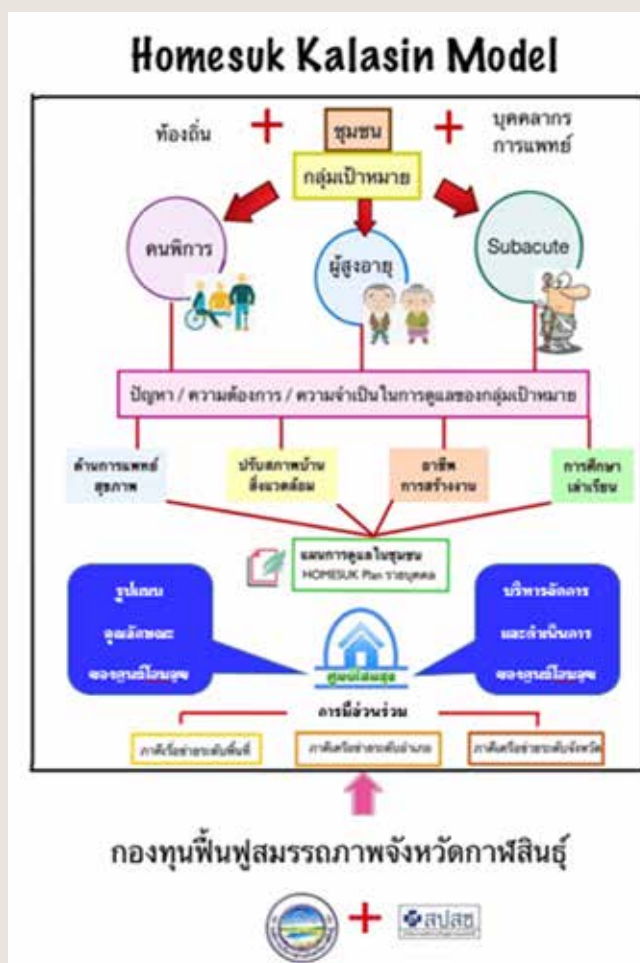 Homesuk Kalasin Model
ท้องถิ่น + ชุมชน + บุคคลากร
การแพทย์
กลุ่มเป้าหมาย
คนพิการ
ผู้สูงอายุ
Subacute
ปัญหา / ความต้องการ / ความจำเป็นในการดูแลของกลุ่มเป้าหมาย
ด้านการแพทย์
สุขภาพ
ปรับสภาพบ้าน
สิ่งแวดล้อม
อาชีพ
การสร้างงาน
การศึกษา
เล่าเรียน
แผนการดูแลในชุมชน
HOMESUK Plan รายบุคคล
รูปแบบ
คุณลักษณะ
ของศูนย์โฮมสุข
ศูนย์โฮมสุข
บริหารจัดการ
และดำเนินการ
ของศูนย์โฮมสุข
การมีส่วนร่วม
ภาคีเครือข่ายระดับพื้นที่
ภาคีเครือข่ายระดับอำเภอ
ภาคีเครือข่ายระดับจังหวัด
กองทุนฟื้นฟูสมรรถภาพจังหวัดกาฬสินธุ์
+ สปสช